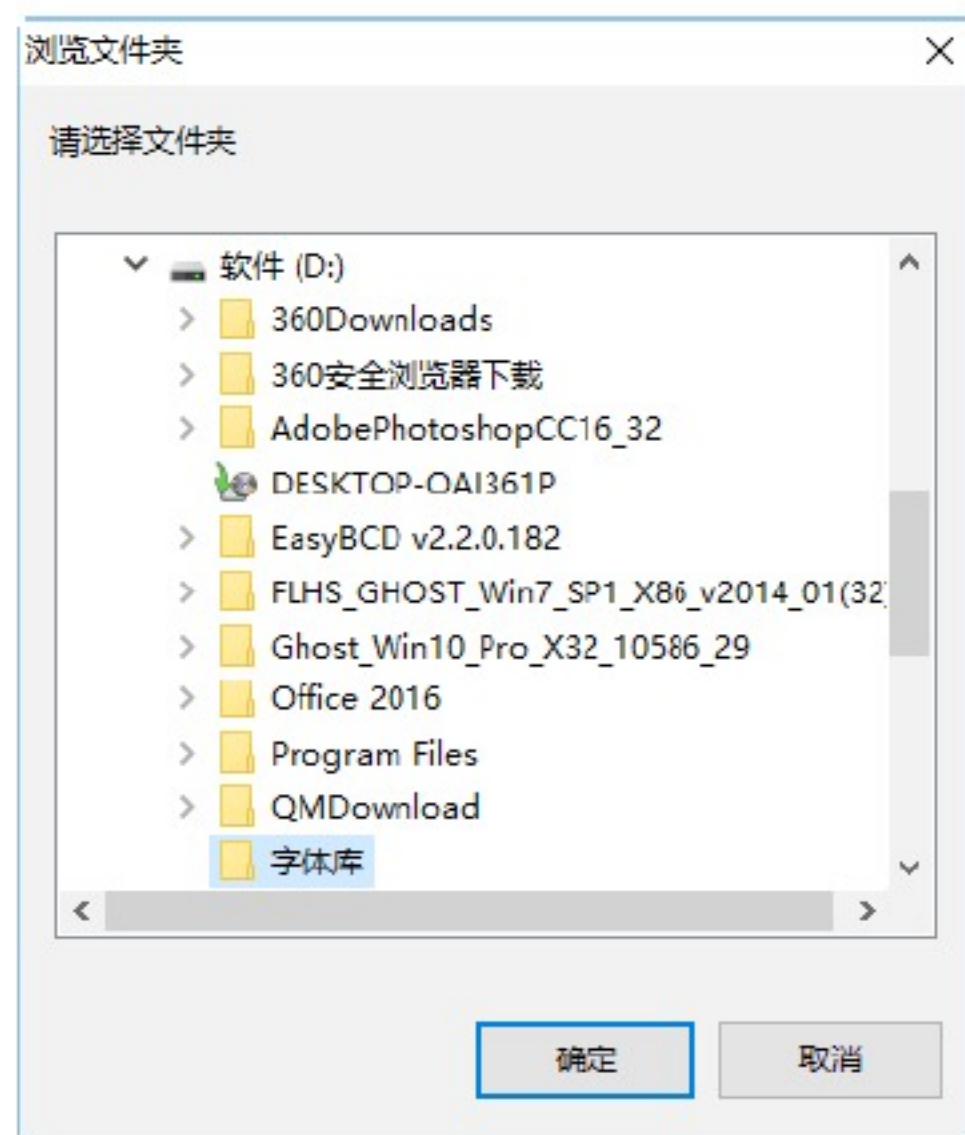 浏览文件夹
请选择文件夹
软件 (D:)
360Downloads
360安全浏览器下载
AdobePhotoshopCC16_32
DESKTOP-OAI361P
EasyBCD v2.2.0.182
FLHS_GHOST_Win7_SP1_X86_v2014_01(32
Ghost_Win10_Pro_X32_10586_29
Office 2016
Program Files
QMDownload
字体库
确定 取消